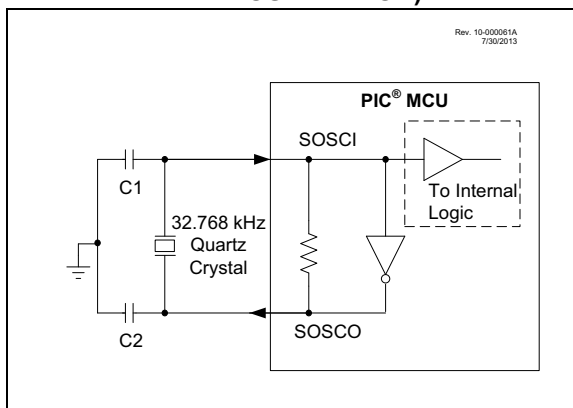 Rev. 10-000061A
7/30/2013
PIC® MCU
SOSCI
C1
To Internal
Logic
32.768 kHz
Quartz
Crystal
SOSCO
C2